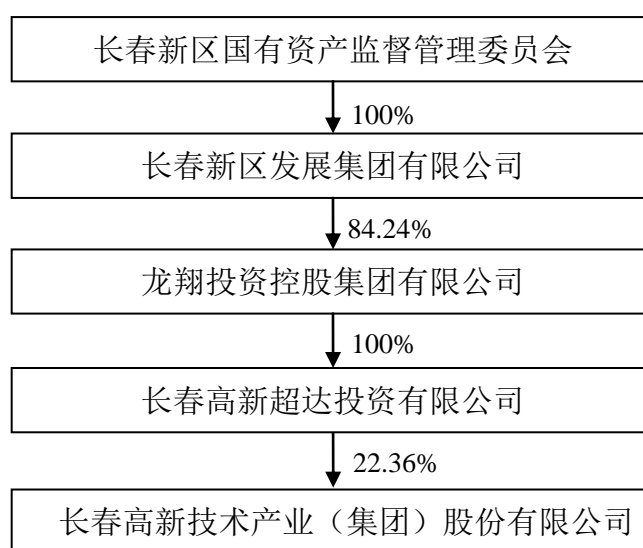 长春新区国有资产监督管理委员会
100%
长春新区发展集团有限公司
84.24%
龙翔投资控股集团有限公司
100%
长春高新超达投资有限公司
22.36%
长春高新技术产业（集团）股份有限公司